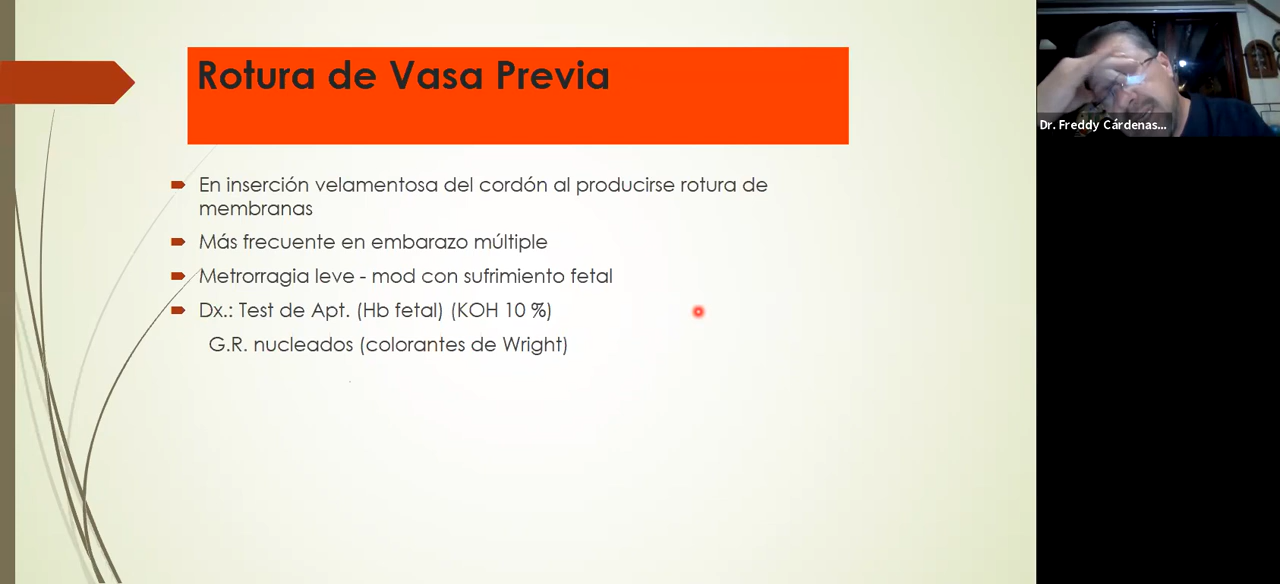 Rotura de Vasa Previa
En inserción velamentosa del cordón al producirse rotura de
membranas
Más frecuente en embarazo múltiple
Metrorragia leve - mod con sufrimiento fetal
Dx.: Test de Apt. (Hb fetal) (KOH 10 %)
G.R. nucleados (colorantes de Wright)
Dr. Freddy Cárdenas...